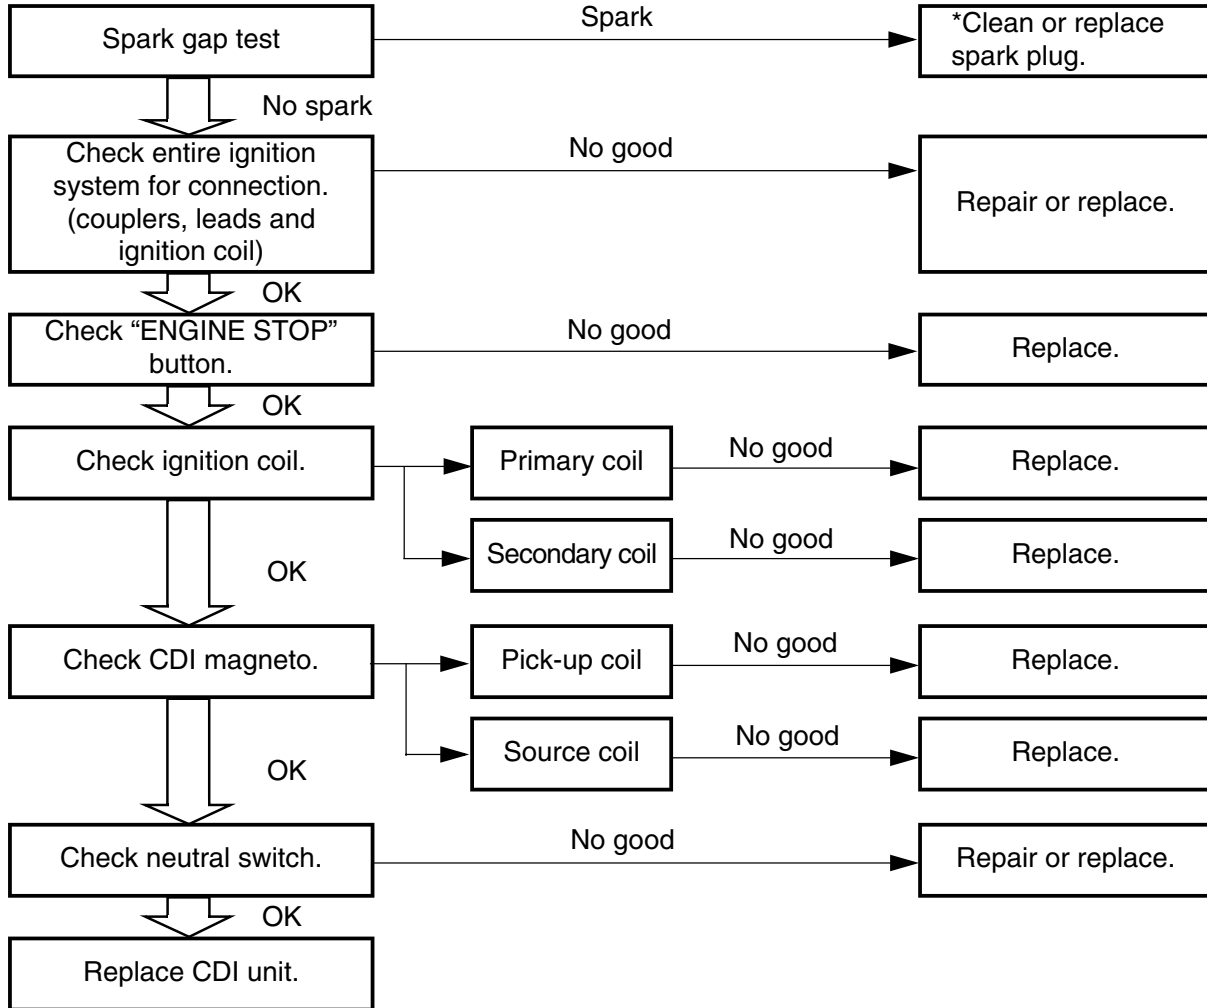 Spark gap test
Spark
*Clean or replace
spark plug.
No spark
Check entire ignition
system for connection.
(couplers, leads and
ignition coil)
No good
Repair or replace.
OK
Check “ENGINE STOP”
button.
No good
Replace.
OK
Check ignition coil.
Primary coil
No good
Replace.
Secondary coil
No good
Replace.
OK
Check CDI magneto.
Pick-up coil
No good
Replace.
Source coil
No good
Replace.
OK
Check neutral switch.
No good
Repair or replace.
OK
Replace CDI unit.